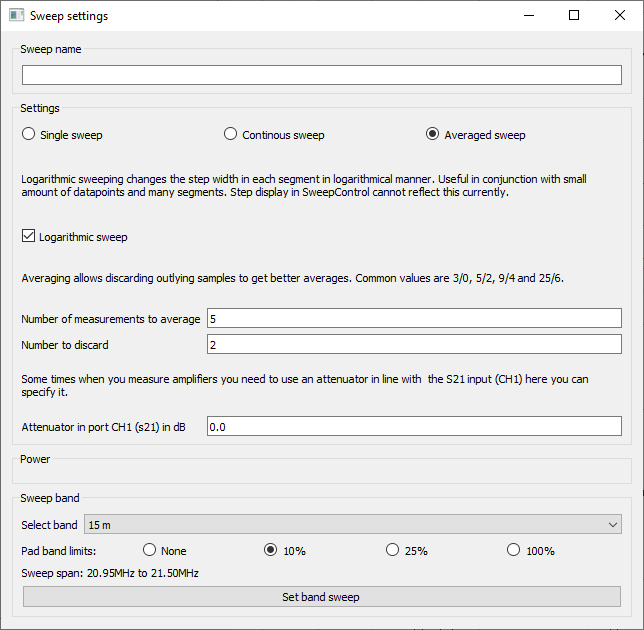 Sweep settings
Sweep name
Settings
Single sweep
Continous sweep
Averaged sweep
Logarithmic sweeping changes the step width in each segment in logarithmical manner. Useful in conjunction with small
amount of datapoints and many segments. Step display in SweepControl cannot reflect this currently.
Logarithmic sweep
Averaging allows discarding outlying samples to get better averages. Common values are 3/0, 5/2, 9/4 and 25/6.
Number of measurements to average 5
Number to discard 2
Some times when you measure amplifiers you need to use an attenuator in line with the S21 input (CH1) here you can
specify it.
Attenuator in port CH1 (s21) in dB 0.0
Power
Sweep band
Select band 15 m
Pad band limits: None 10% 25% 100%
Sweep span: 20.95MHz to 21.50MHz
Set band sweep